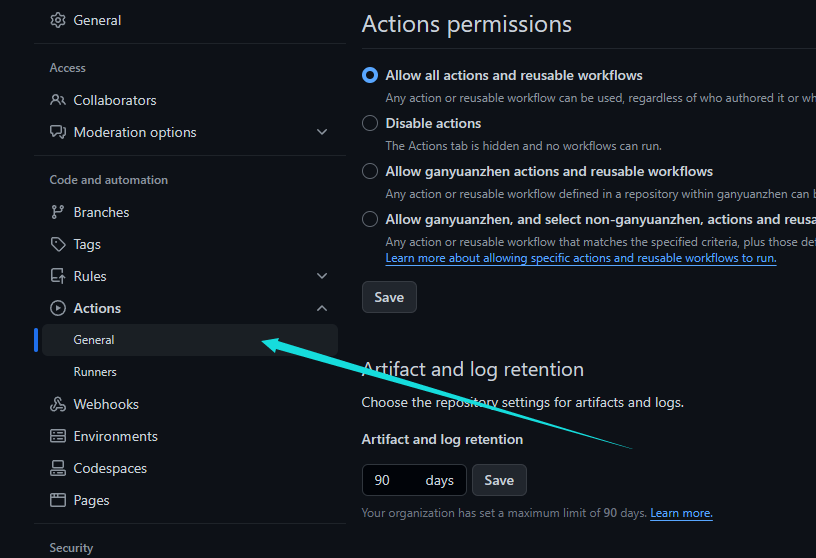 General
Access
Collaborators
Moderation options
Code and automation
Branches
Tags
Rules
Actions
General
Runners
Webhooks
Environments
Codespaces
Pages
Security
Actions permissions
Allow all actions and reusable workflows
Any action or reusable workflow can be used, regardless of who authored it or
Disable actions
The Actions tab is hidden and no workflows can run.
Allow ganyuanzhen actions and reusable workflows
Any action or reusable workflow defined in a repository within ganyuanzhen can
Allow ganyuanzhen, and select non-ganyuanzhen, actions and
Any action or reusable workflow that matches the specified criteria, plus those
Learn more about allowing specific actions and reusable workflows to run.
Save
Artifact and log retention
Choose the repository settings for artifacts and logs.
Artifact and log retention
90 days Save
Your organization has set a maximum limit of 90 days. Learn more.